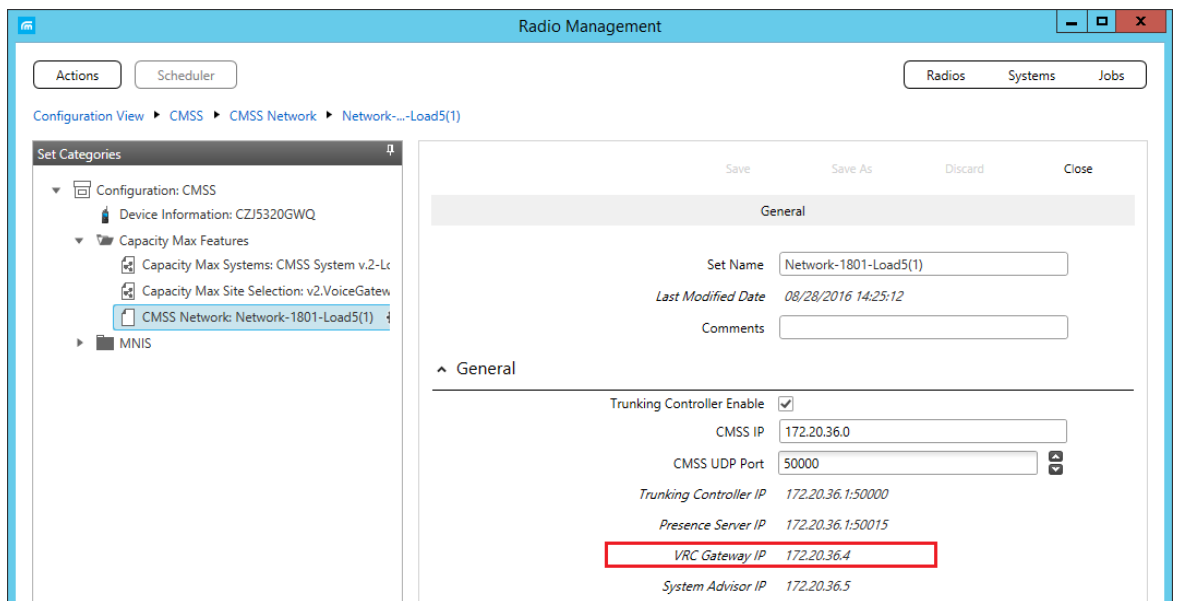 Radio Management
Actions
Scheduler
Radios Systems Jobs
Configuration View CMSS CMSS Network Network-...-Load5(1)
Set Categories
Configuration: CMSS
Device Information: CZJ5320GWQ
Capacity Max Features
Capacity Max Systems: CMSS System v.2-Lo
Capacity Max Site Selection: v2.VoiceGatew
CMSS Network: Network-1801-Load5(1)
MNIS
Save Save As Discard Close
General
Set Name Network-1801-Load5(1)
Last Modified Date 08/28/2016 14:25:12
Comments
General
Trunking Controller Enable
CMSS IP 172.20.36.0
CMSS UDP Port 50000
Trunking Controller IP 172.20.36.1:50000
Presence Server IP 172.20.36.1:50015
VRC Gateway IP 172.20.36.4
System Advisor IP 172.20.36.5